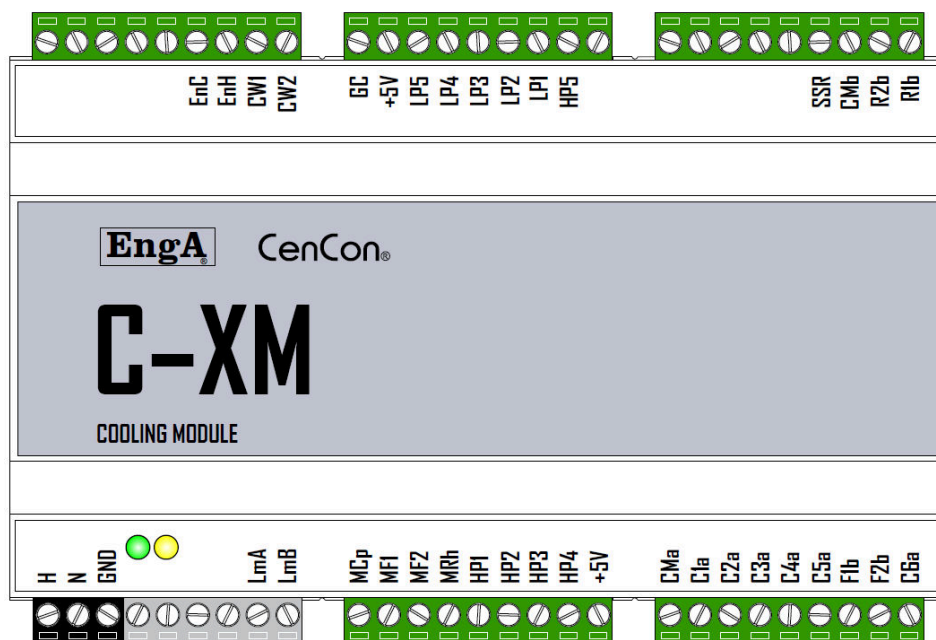 EnC EnH CW1 CW2 GC +5V LP5 LP4 LP3 LP2 LP1 HP5 SSR CMb R2b R1b
EngA® CenCon®
C-XM
COOLING MODULE
H N GND LmA LmB MCp MF1 MF2 MRh HP1 HP2 HP3 HP4 +5V CMa C1a C2a C3a C4a C5a F1b F2b C6a